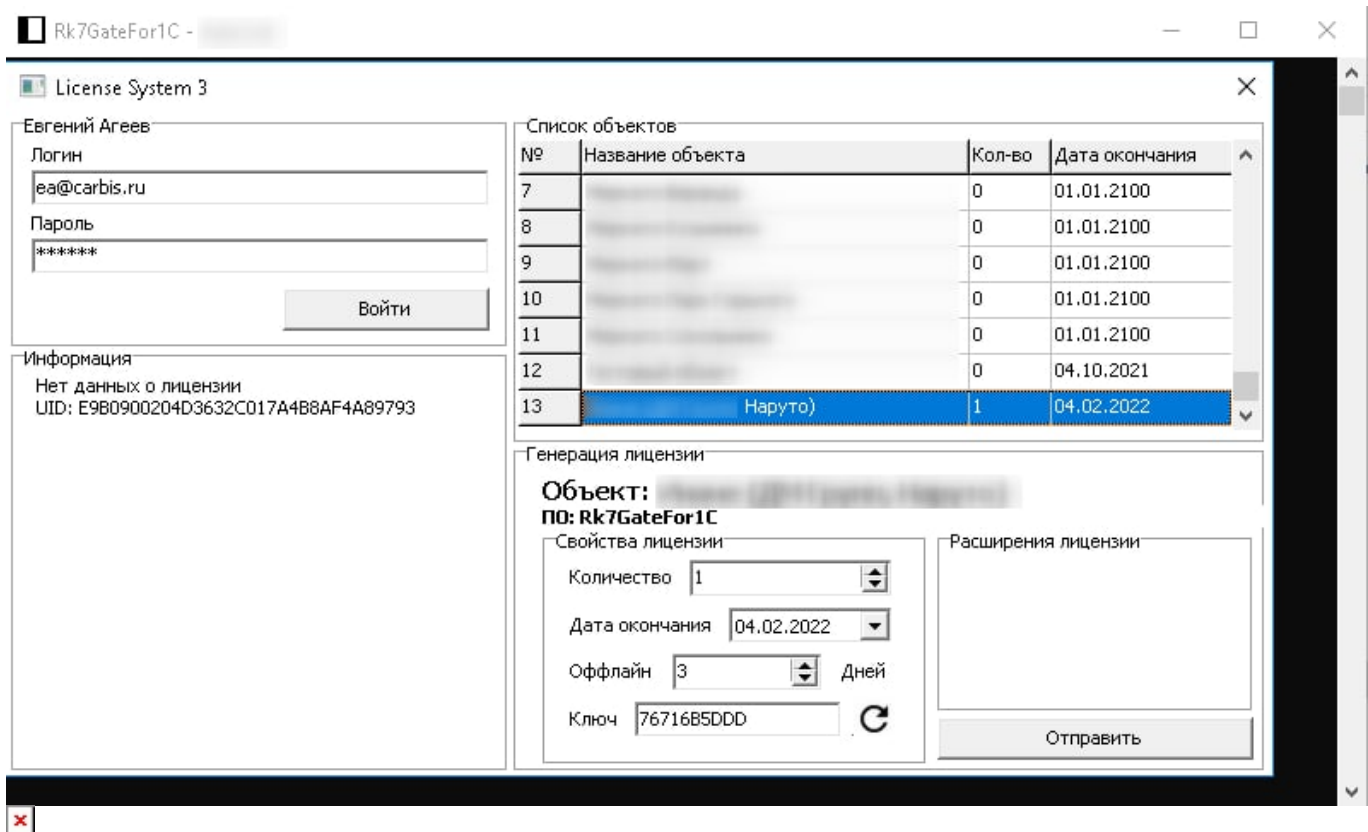 Rk7GateFor1C -
License System 3
Евгений Агеев
Логин
ea@carbis.ru
Пароль
******
Войти
Информация
Нет данных о лицензии
UID: E9B0900204D3632C017A4B8AF4A89793
Список объектов
№ Название объекта Кол-во Дата окончания
7 0 01.01.2100
8 0 01.01.2100
9 0 01.01.2100
10 0 01.01.2100
11 0 01.01.2100
12 0 04.10.2021
13 Наруто) 1 04.02.2022
Генерация лицензии
Объект:
ПО: Rk7GateFor1C
Свойства лицензии
Количество 1
Дата окончания 04.02.2022
Оффлайн 3 Дней
Ключ 76716B5DDD
Расширения лицензии
Отправить